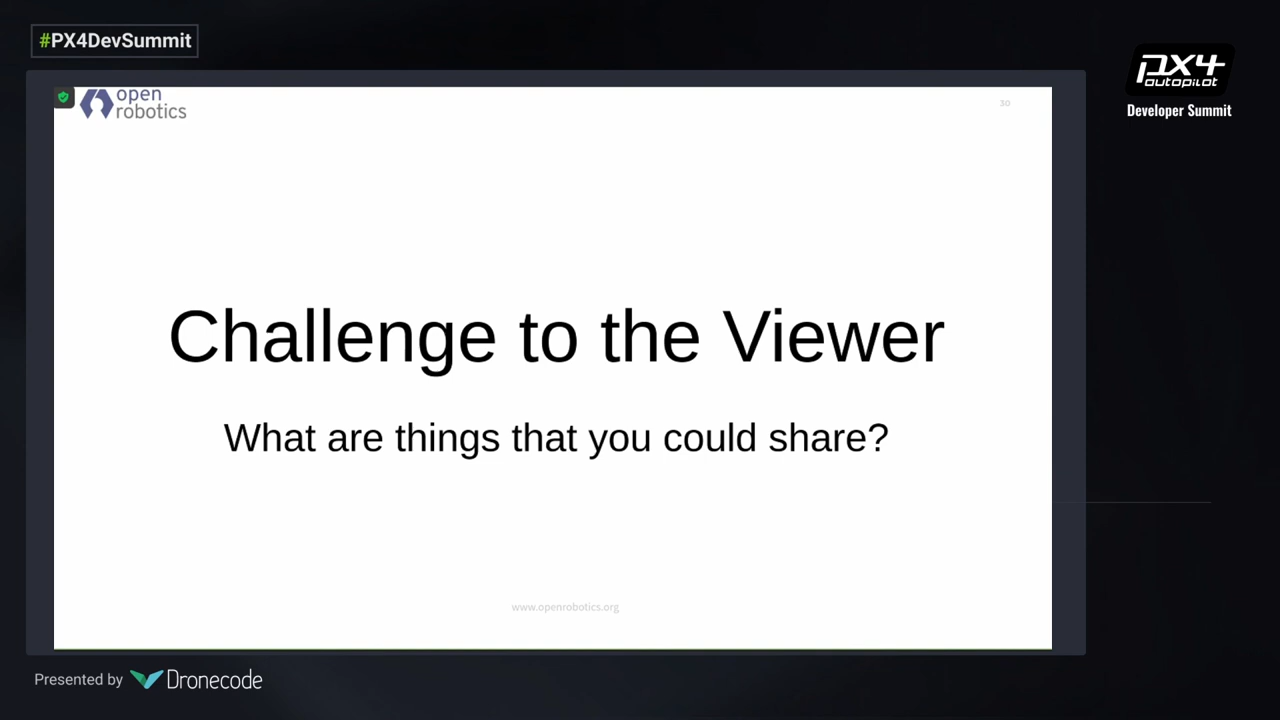 #PX4DevSummit
px4
autopilot
Developer Summit
open
robotics
30
Challenge to the Viewer
What are things that you could share?
www.openrobotics.org
Presented by Dronecode